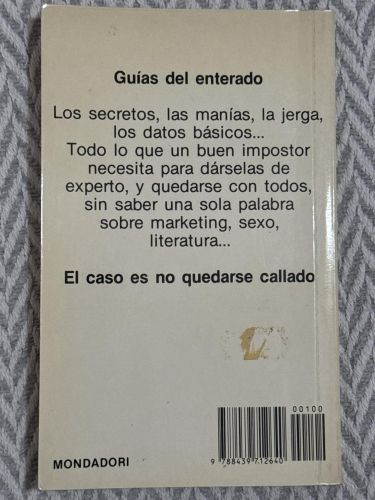 Guías del enterado
Los secretos, las manías, la jerga,
los datos básicos...
Todo lo que un buen impostor
necesita para dárselas de
experto, y quedarse con todos,
sin saber una sola palabra
sobre marketing, sexo,
literatura...
El caso es no quedarse callado
00100
9 788439 712640
MONDADORI